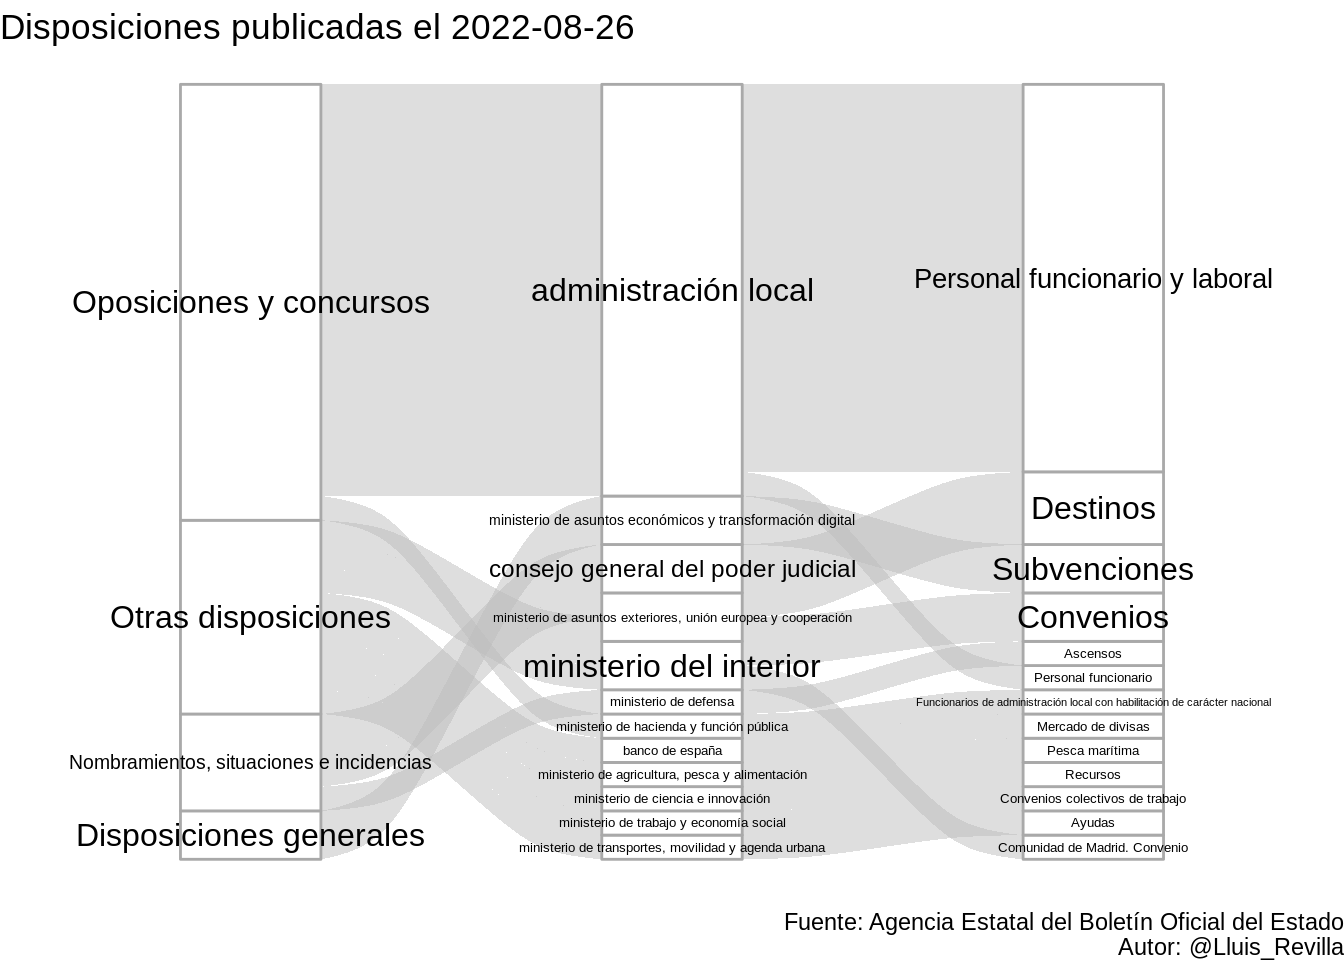 Disposiciones publicadas el 2022-08-26
Oposiciones y concursos
Otras disposiciones
Nombramientos, situaciones e incidencias
Disposiciones generales
administración local
ministerio de asuntos económicos y transformación digital
consejo general del poder judicial
ministerio de asuntos exteriores, unión europea y cooperación
ministerio del interior
ministerio de defensa
ministerio de hacienda y función pública
banco de españa
ministerio de agricultura, pesca y alimentación
ministerio de ciencia e innovación
ministerio de trabajo y economía social
ministerio de transportes, movilidad y agenda urbana
Personal funcionario y laboral
Destinos
Subvenciones
Convenios
Ascensos
Personal funcionario
Funcionarios de administración local con habilitación de carácter nacional
Mercado de divisas
Pesca marítima
Recursos
Convenios colectivos de trabajo
Ayudas
Comunidad de Madrid. Convenio
Fuente: Agencia Estatal del Boletín Oficial del Estado
Autor: @Lluis_Revilla